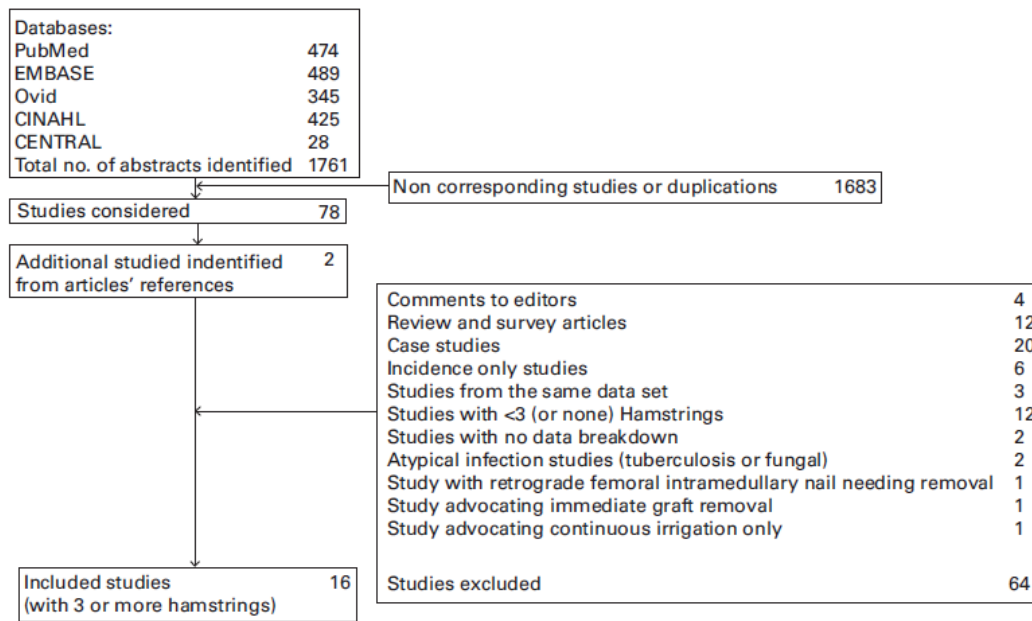 Databases:
PubMed 474
EMBASE 489
Ovid 345
CINAHL 425
CENTRAL 28
Total no. of abstracts identified 1761
Non corresponding studies or duplications 1683
Studies considered 78
Additional studied indentified 2
from articles' references
Comments to editors 4
Review and survey articles 12
Case studies 20
Incidence only studies 6
Studies from the same data set 3
Studies with <3 (or none) Hamstrings 12
Studies with no data breakdown 2
Atypical infection studies (tuberculosis or fungal) 2
Study with retrograde femoral intramedullary nail needing removal 1
Study advocating immediate graft removal 1
Study advocating continuous irrigation only 1
Studies excluded 64
Included studies 16
(with 3 or more hamstrings)